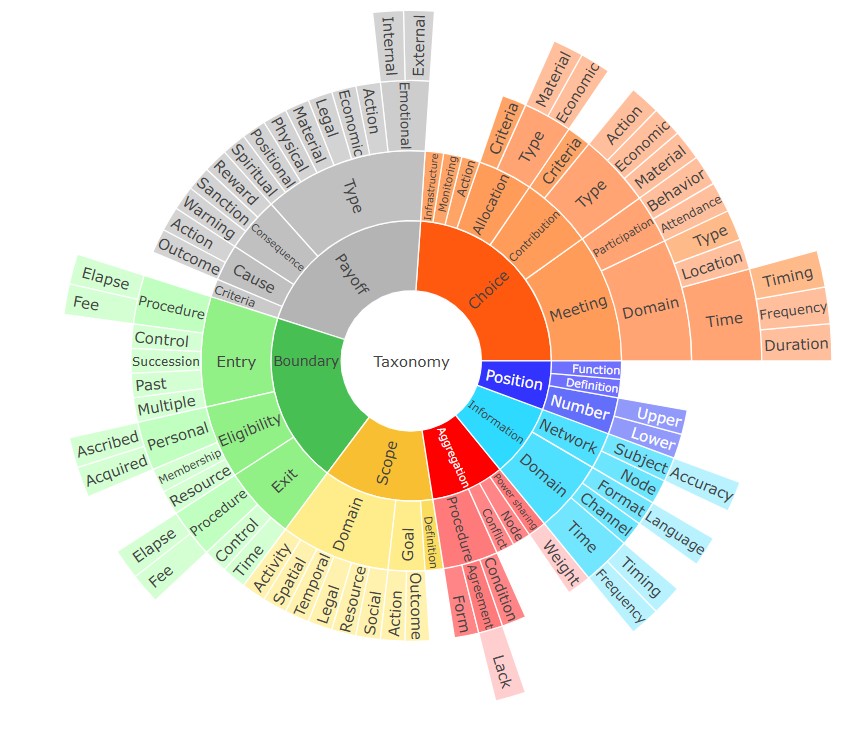 Taxonomy
Choice
Infrastructure
Monitoring
Action
Allocation
Criteria
Type
Material
Economic
Contribution
Criteria
Type
Action
Economic
Material
Meeting
Participation
Behavior
Attendance
Domain
Type
Location
Time
Timing
Frequency
Duration
Position
Function
Definition
Number
Upper
Lower
Information
Network
Subject
Accuracy
Domain
Node
Format
Language
Channel
Time
Timing
Frequency
Aggregation
Power sharing
Weight
Node
Conflict
Procedure
Condition
Agreement
Lack
Form
Scope
Definition
Goal
Outcome
Action
Domain
Social
Resource
Legal
Temporal
Spatial
Activity
Boundary
Exit
Time
Control
Procedure
Fee
Elapse
Eligibility
Resource
Membership
Personal
Acquired
Ascribed
Entry
Multiple
Past
Succession
Control
Procedure
Fee
Elapse
Payoff
Criteria
Cause
Outcome
Action
Consequence
Warning
Sanction
Reward
Type
Spiritual
Positional
Physical
Material
Legal
Economic
Action
Emotional
Internal
External